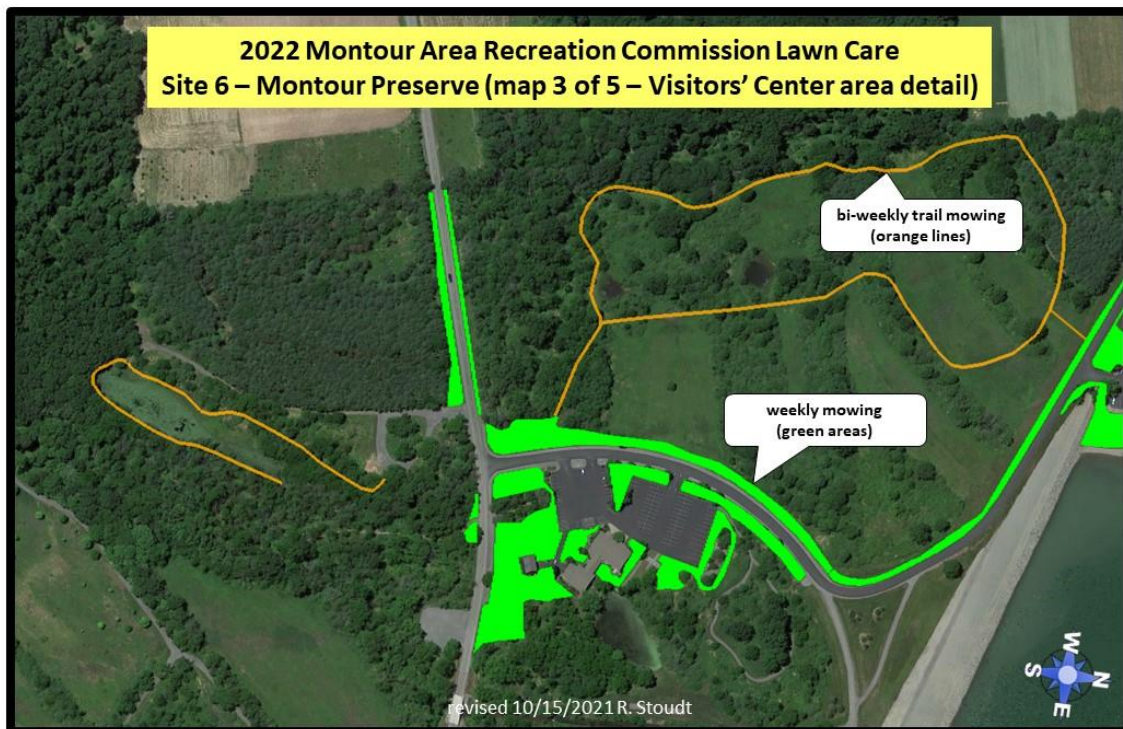 2022 Montour Area Recreation Commission Lawn Care
Site 6 – Montour Preserve (map 3 of 5 – Visitors’ Center area detail)
bi-weekly trail mowing
(orange lines)
weekly mowing
(green areas)
W
S
N
E
revised 10/15/2021 R. Stoudt